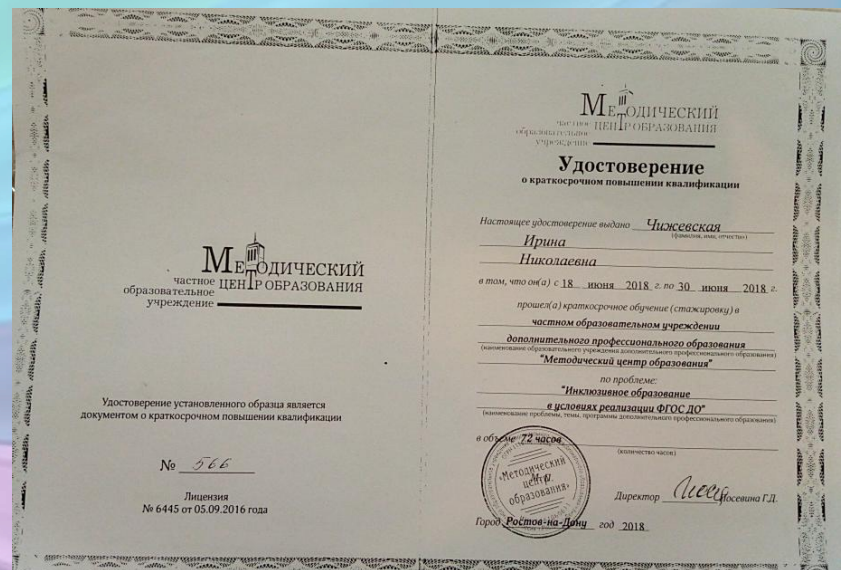 МЕТОДИЧЕСКИЙ
частное ЦЕНТР ОБРАЗОВАНИЯ
образовательное
учреждение
Удостоверение установленного образца является
документом о краткосрочном повышении квалификации
№ 566
Лицензия
№ 6445 от 05.09.2016 года
МЕТОДИЧЕСКИЙ
частное ЦЕНТР ОБРАЗОВАНИЯ
образовательное
учреждение
Удостоверение
о краткосрочном повышении квалификации
Настоящее удостоверение выдано Чижевская
(фамилия, имя, отчество)
Ирина
Николаевна
в том, что он(а) с 18 июня 2018 г. по 30 июня 2018 г.
прошел(а) краткосрочное обучение (стажировку) в
частном образовательном учреждении
дополнительного профессионального образования
(наименование образовательного учреждения дополнительного профессионального образования)
"Методический центр образования"
по проблеме:
"Инклюзивное образование
в условиях реализации ФГОС ДО"
(наименование проблемы, темы, программы дополнительного профессионального образования)
в объеме 72 часов
(количество часов)
«Методический
М.П.
центр
образования»
Директор Лосевина Г.Д.
Город Ростов-на-Дону год 2018